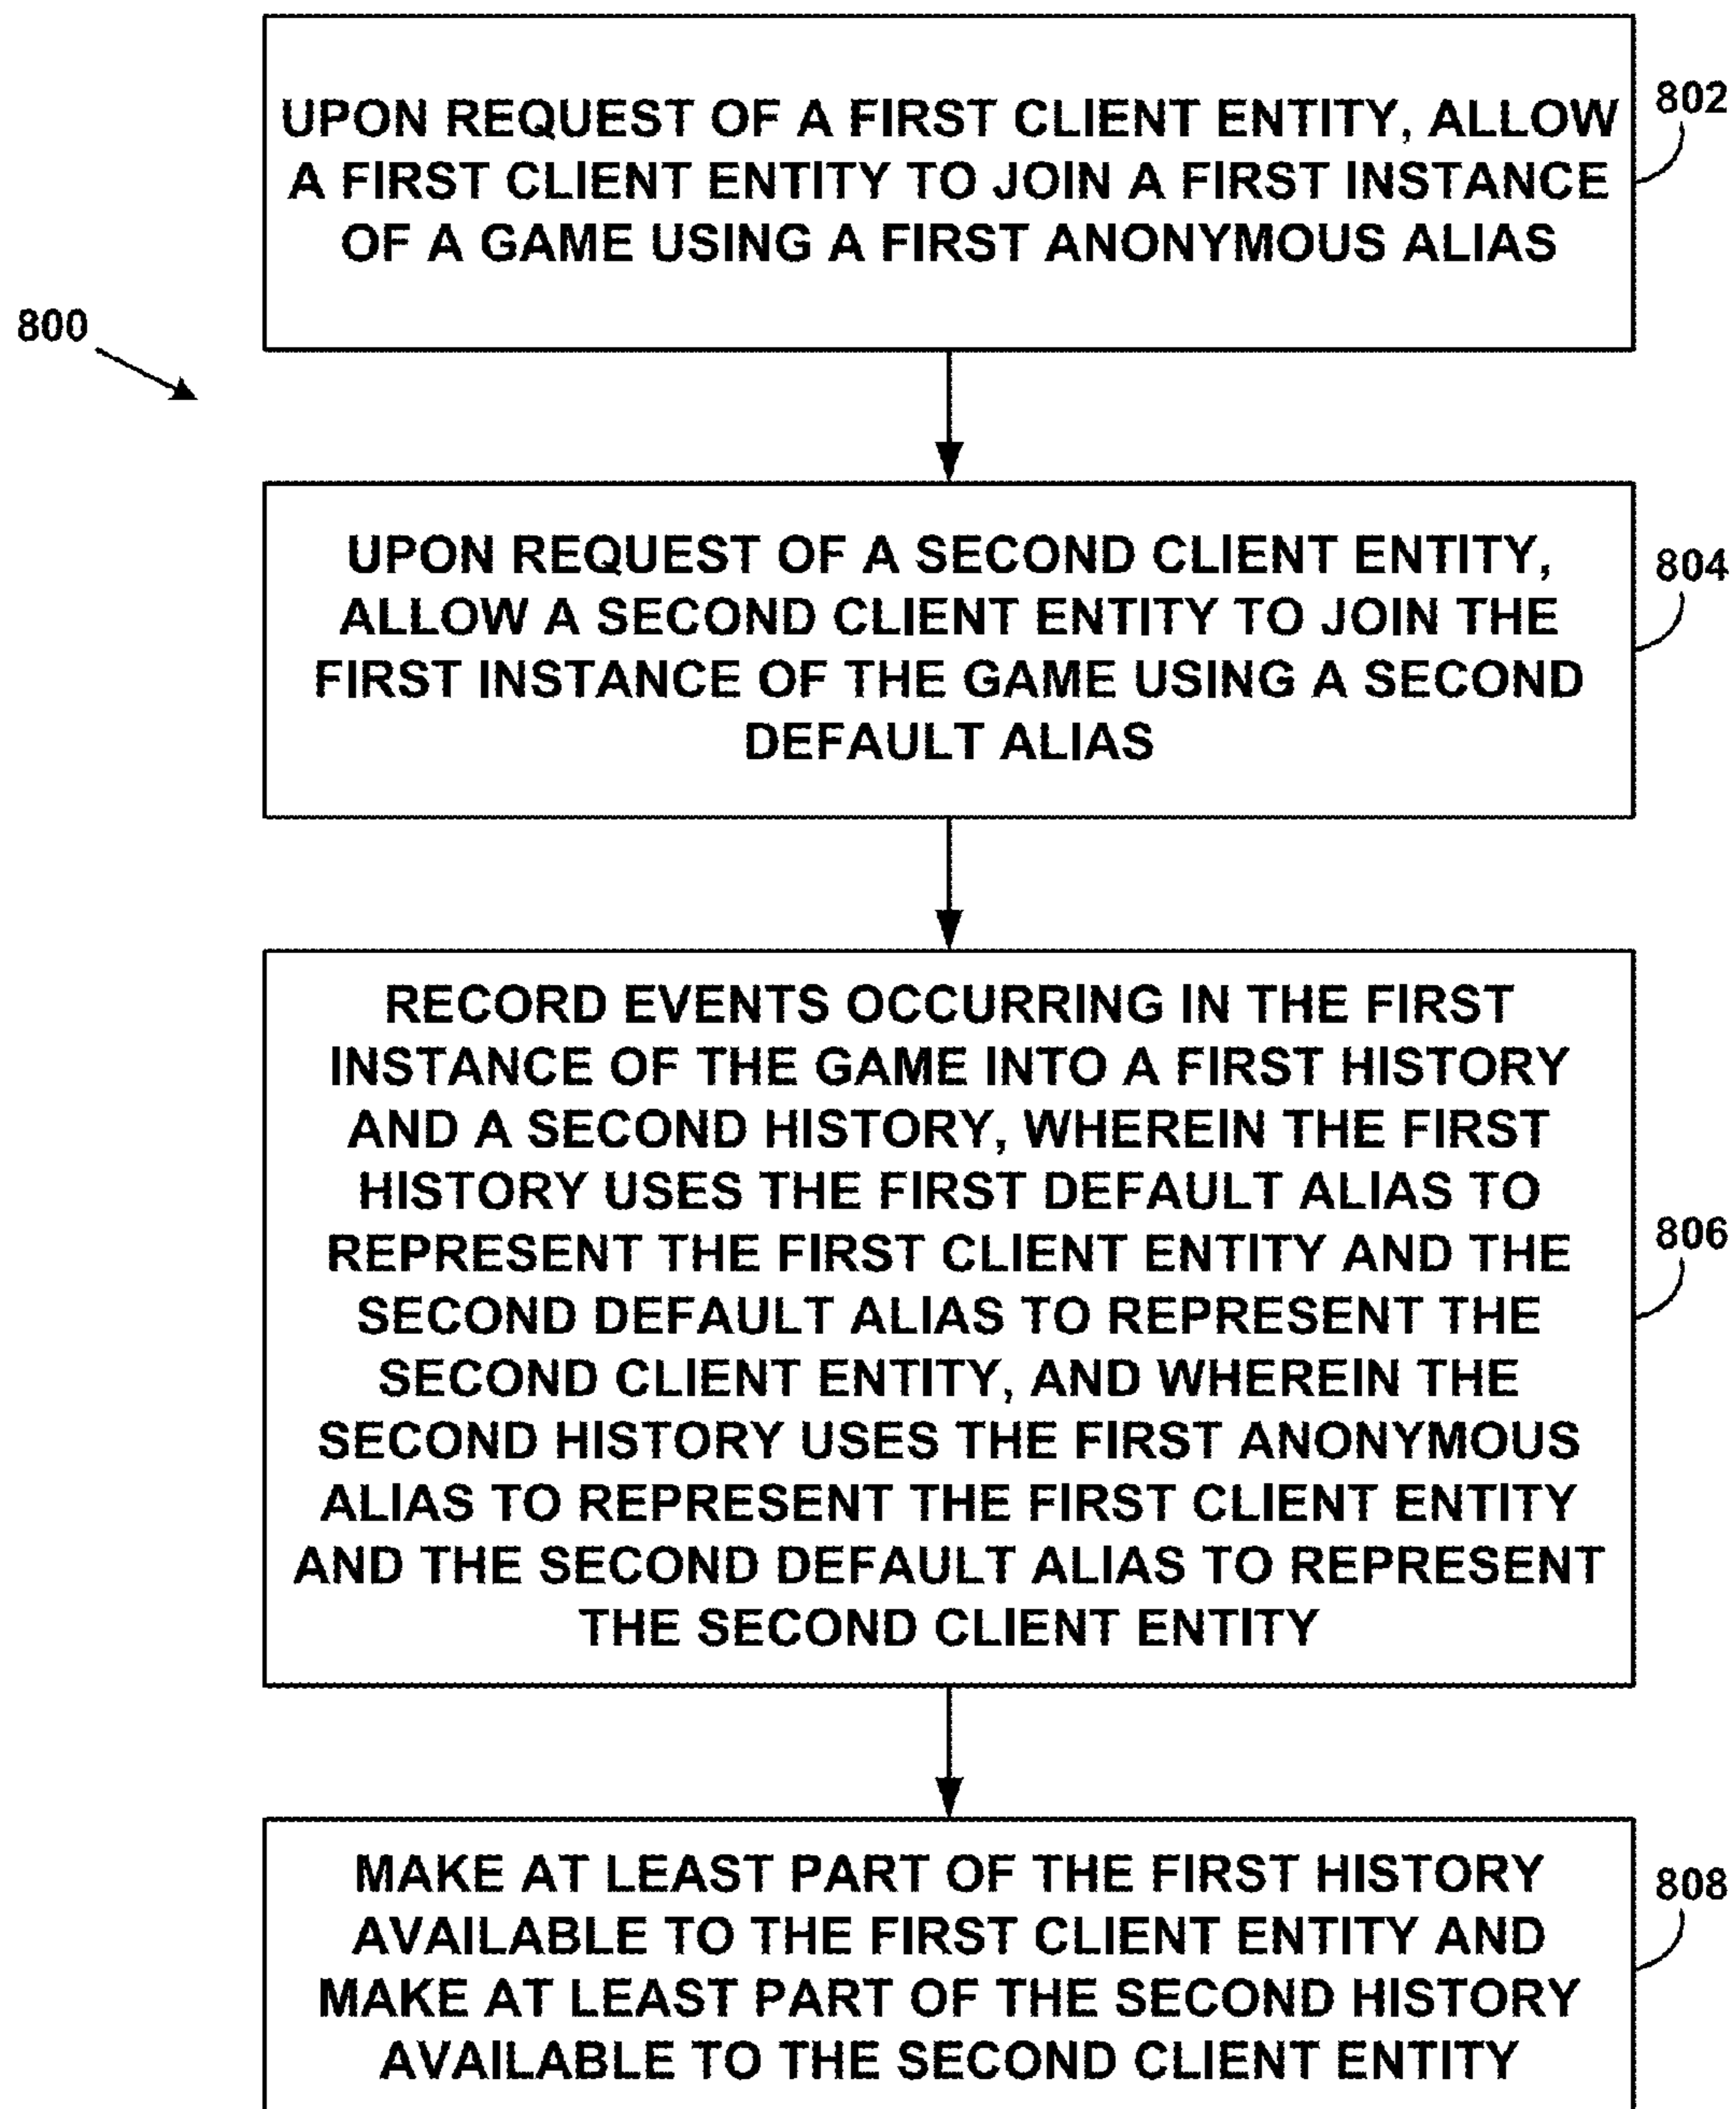 UPON REQUEST OF A FIRST CLIENT ENTITY, ALLOW
A FIRST CLIENT ENTITY TO JOIN A FIRST INSTANCE
OF A GAME USING A FIRST ANONYMOUS ALIAS
802
800
UPON REQUEST OF A SECOND CLIENT ENTITY,
ALLOW A SECOND CLIENT ENTITY TO JOIN THE
FIRST INSTANCE OF THE GAME USING A SECOND
DEFAULT ALIAS
804
RECORD EVENTS OCCURRING IN THE FIRST
INSTANCE OF THE GAME INTO A FIRST HISTORY
AND A SECOND HISTORY, WHEREIN THE FIRST
HISTORY USES THE FIRST DEFAULT ALIAS TO
REPRESENT THE FIRST CLIENT ENTITY AND THE
SECOND DEFAULT ALIAS TO REPRESENT THE
SECOND CLIENT ENTITY, AND WHEREIN THE
SECOND HISTORY USES THE FIRST ANONYMOUS
ALIAS TO REPRESENT THE FIRST CLIENT ENTITY
AND THE SECOND DEFAULT ALIAS TO REPRESENT
THE SECOND CLIENT ENTITY
806
MAKE AT LEAST PART OF THE FIRST HISTORY
AVAILABLE TO THE FIRST CLIENT ENTITY AND
MAKE AT LEAST PART OF THE SECOND HISTORY
AVAILABLE TO THE SECOND CLIENT ENTITY
808